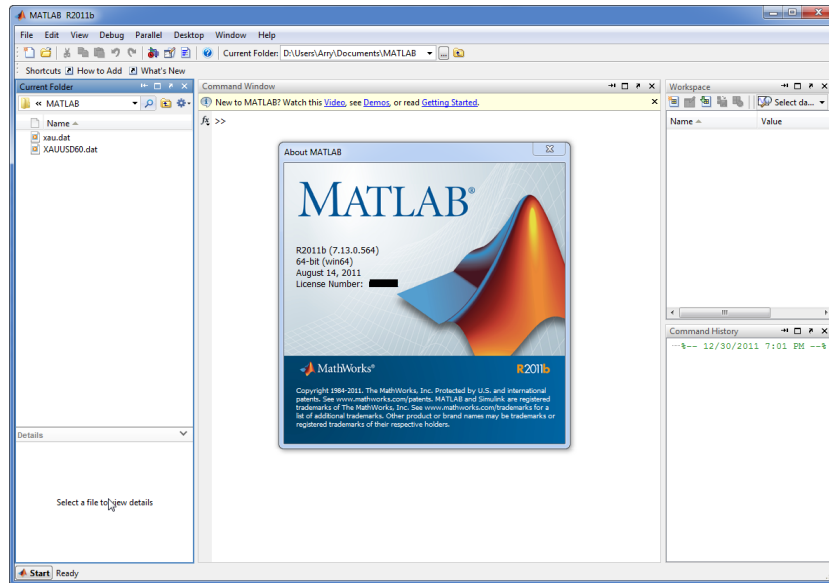 MATLAB R2011b
File Edit View Debug Parallel Desktop Window Help
Current Folder: D:\Users\Arry\Documents\MATLAB
Shortcuts How to Add What's New
Current Folder
« MATLAB
Name
xau.dat
XAUUSD60.dat
Details
Select a file to view details
Command Window
New to MATLAB? Watch this Video, see Demos, or read Getting Started.
fx >>
About MATLAB
MATLAB®
R2011b (7.13.0.564)
64-bit (win64)
August 14, 2011
License Number:
MathWorks®
R2011b
Copyright 1984-2011. The MathWorks, Inc. Protected by U.S. and international
patents. See www.mathworks.com/patents. MATLAB and Simulink are registered
trademarks of The MathWorks, Inc. See www.mathworks.com/trademarks for a
list of additional trademarks. Other product or brand names may be trademarks or
registered trademarks of their respective holders.
Workspace
Select da...
Name Value
Command History
%-- 12/30/2011 7:01 PM --%
Start Ready